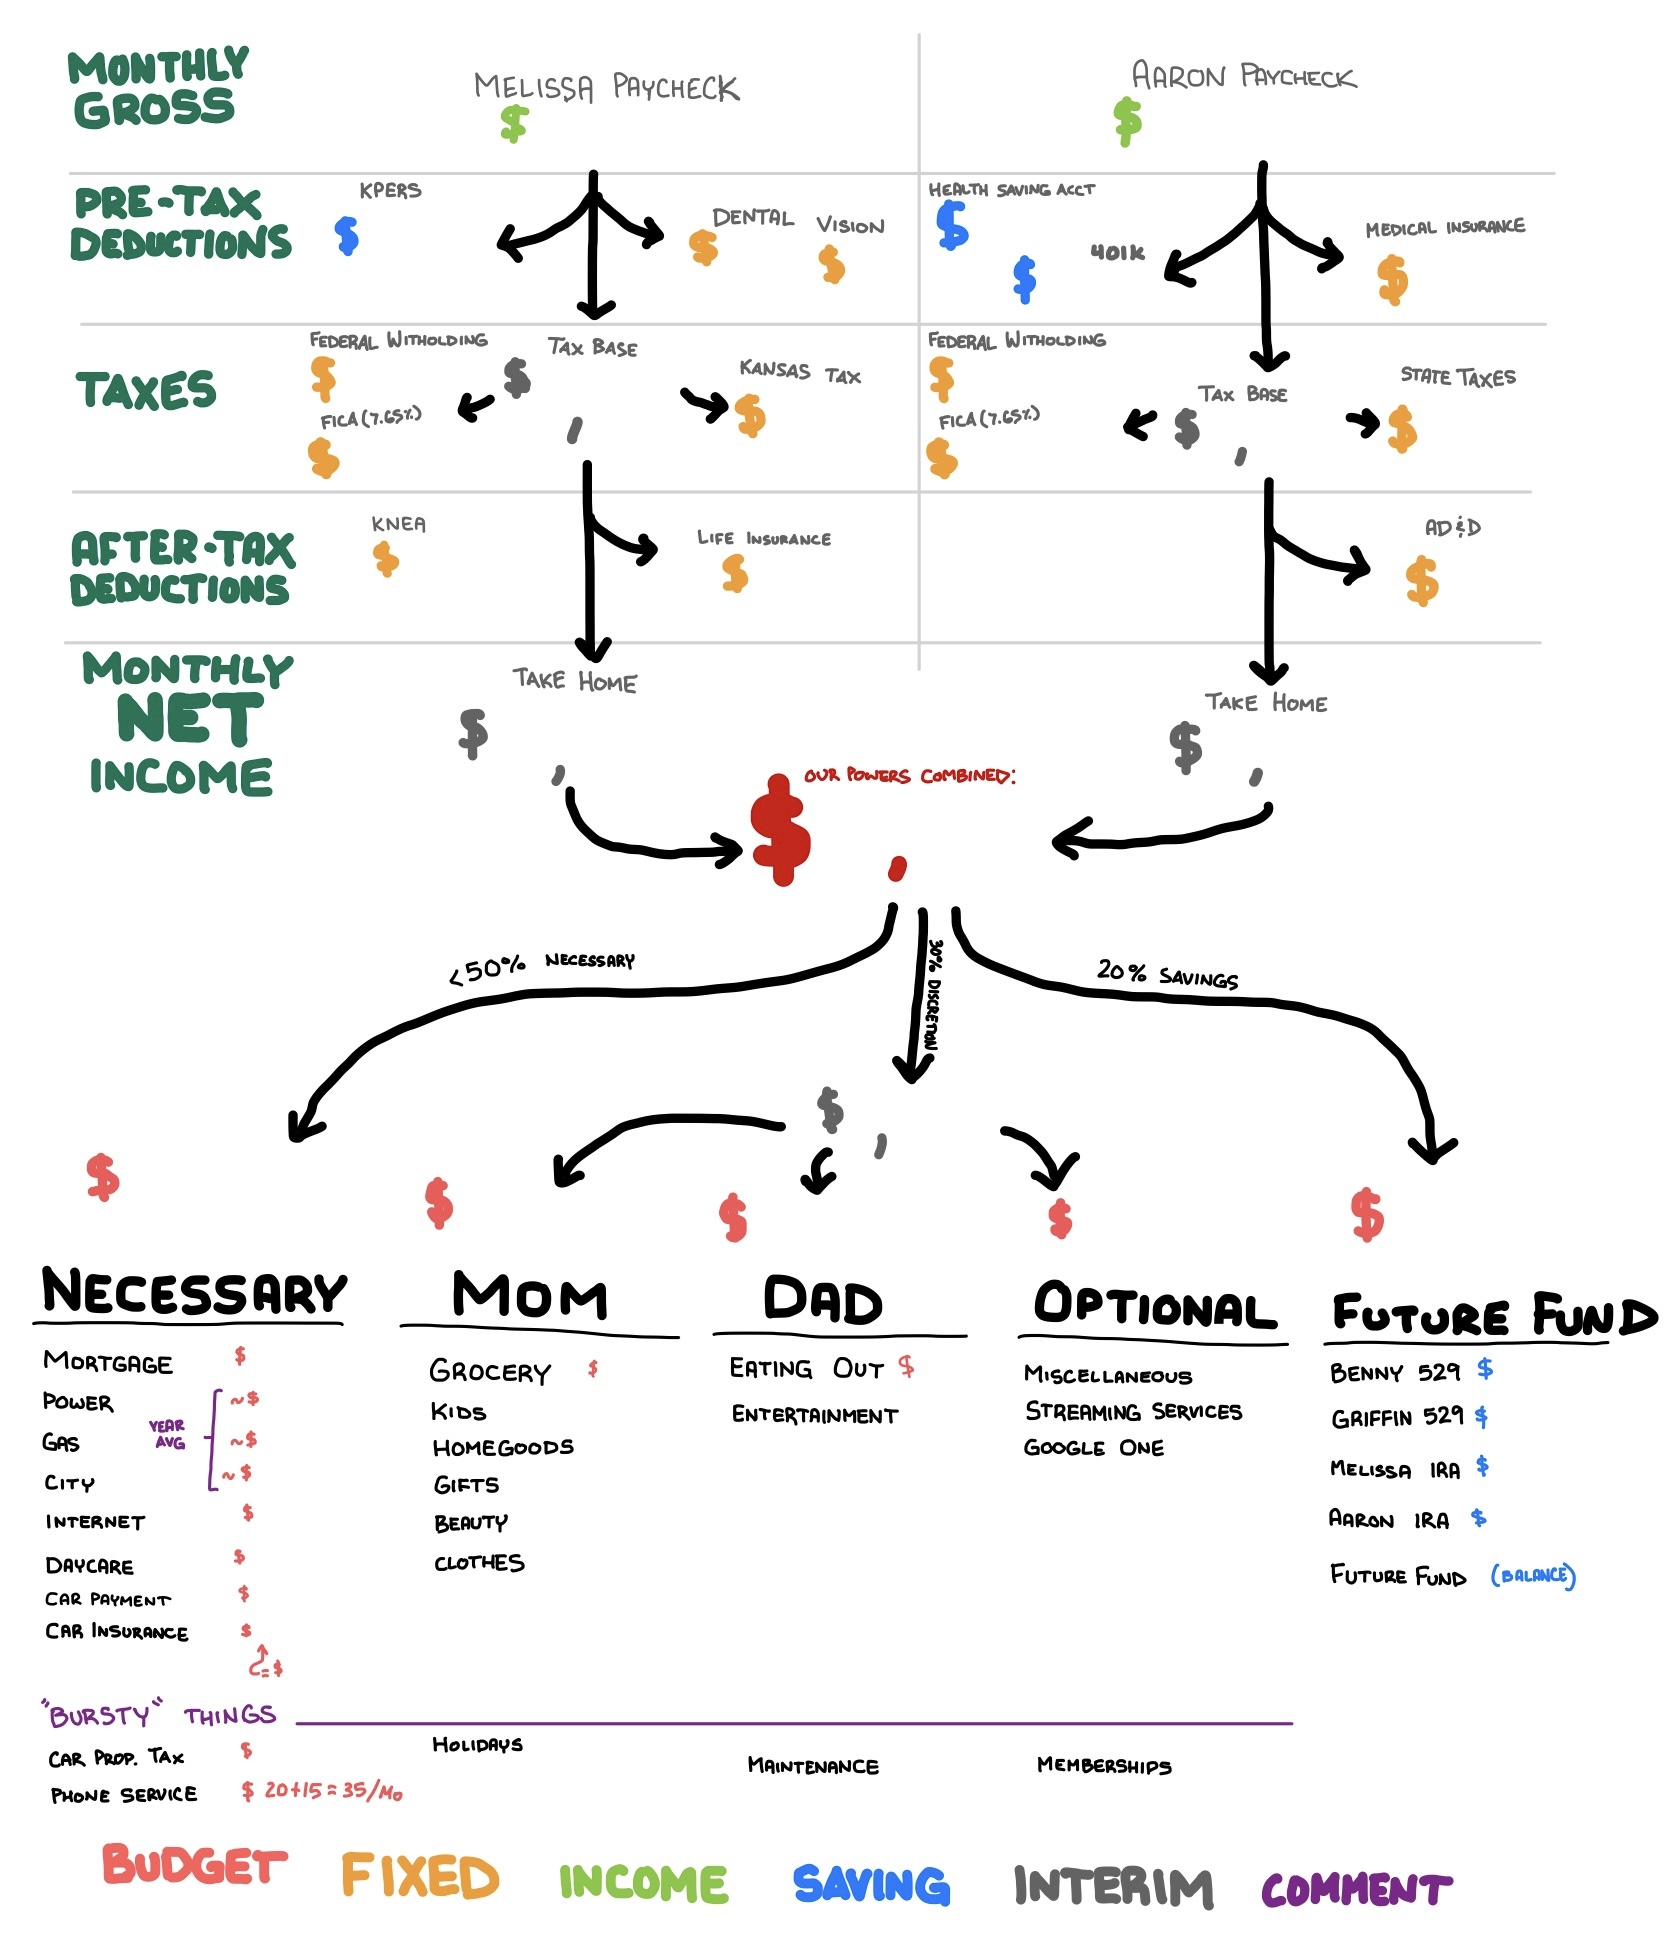 MONTHLY
GROSS
MELISSA PAYCHECK
$
AARON PAYCHECK
$
PRE-TAX
DEDUCTIONS
KPERS
$
DENTAL
$
VISION
$
HEALTH SAVING ACCT
$
401K
$
MEDICAL INSURANCE
$
TAXES
FEDERAL WITHOLDING
$
FICA (7.65%)
$
TAX BASE
$ ,
KANSAS TAX
$
FEDERAL WITHOLDING
$
FICA (7.65%)
$
TAX BASE
$ ,
STATE TAXES
$
AFTER-TAX
DEDUCTIONS
KNEA
$
LIFE INSURANCE
$
AD&D
$
MONTHLY
NET
INCOME
TAKE HOME
$ ,
TAKE HOME
$ ,
OUR POWERS COMBINED:
$ ,
<50% NECESSARY
30% DISCRETION
20% SAVINGS
$ ,
$
$
$
$
$
NECESSARY
MORTGAGE $
POWER ~$
GAS ~$
CITY ~$
YEAR
AVG
INTERNET $
DAYCARE $
CAR PAYMENT $
CAR INSURANCE $
=$
MOM
GROCERY $
KIDS
HOMEGOODS
GIFTS
BEAUTY
CLOTHES
DAD
EATING OUT $
ENTERTAINMENT
OPTIONAL
MISCELLANEOUS
STREAMING SERVICES
GOOGLE ONE
FUTURE FUND
BENNY 529 $
GRIFFIN 529 $
MELISSA IRA $
AARON IRA $
FUTURE FUND (BALANCE)
"BURSTY" THINGS
CAR PROP. TAX $
PHONE SERVICE $ 20+15=35/MO
HOLIDAYS
MAINTENANCE
MEMBERSHIPS
BUDGET FIXED INCOME SAVING INTERIM COMMENT